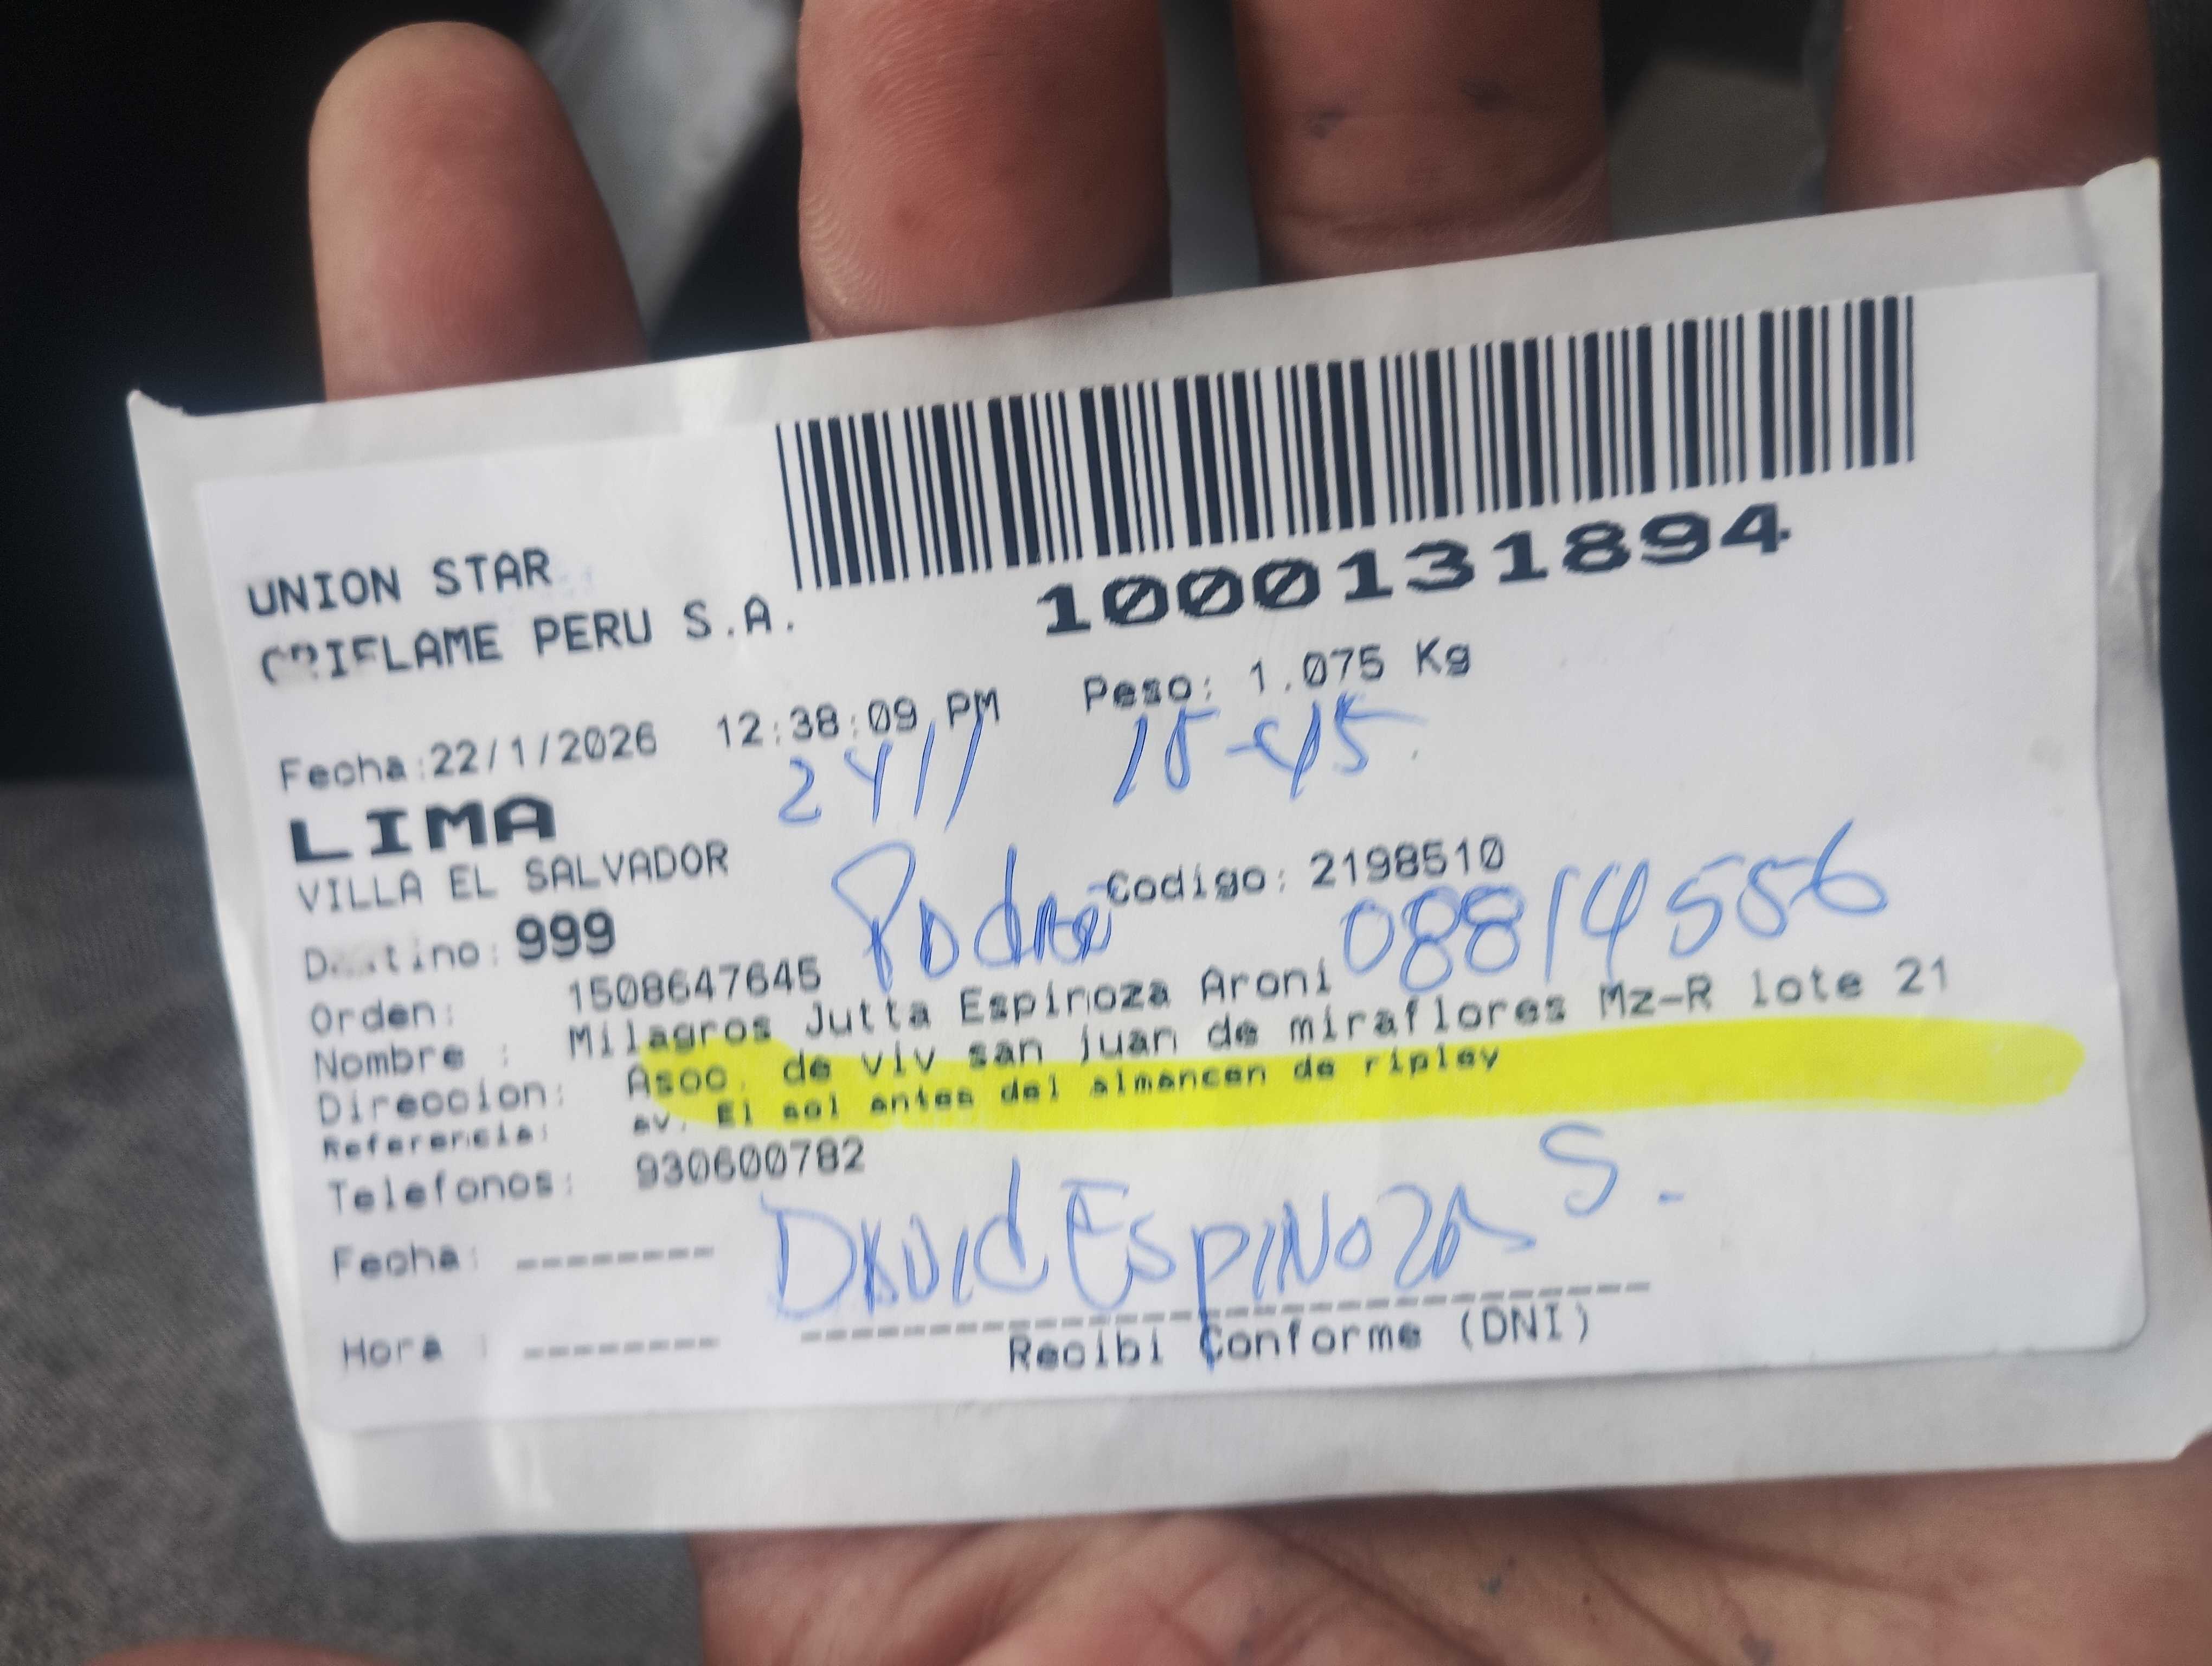 1000131894
UNION STAR
ORIFLAME PERU S.A.
Peso: 1.075 Kg
Fecha:22/1/2026 12:38:09 PM
24/1/ 15-45
LIMA
VILLA EL SALVADOR
Codigo: 2198510
Destino: 999
Padre 08814556
Orden: 1508647645
Nombre : Milagros Jutta Espinoza Aroni
Direccion: Asoc. de viv san juan de miraflores Mz-R lote 21
Referencia: av. El sol antes del almancen de ripley
Telefonos: 930600782
DAVId ESpINOZA S.
Fecha: --------
Hora : --------
Recibi Conforme (DNI)